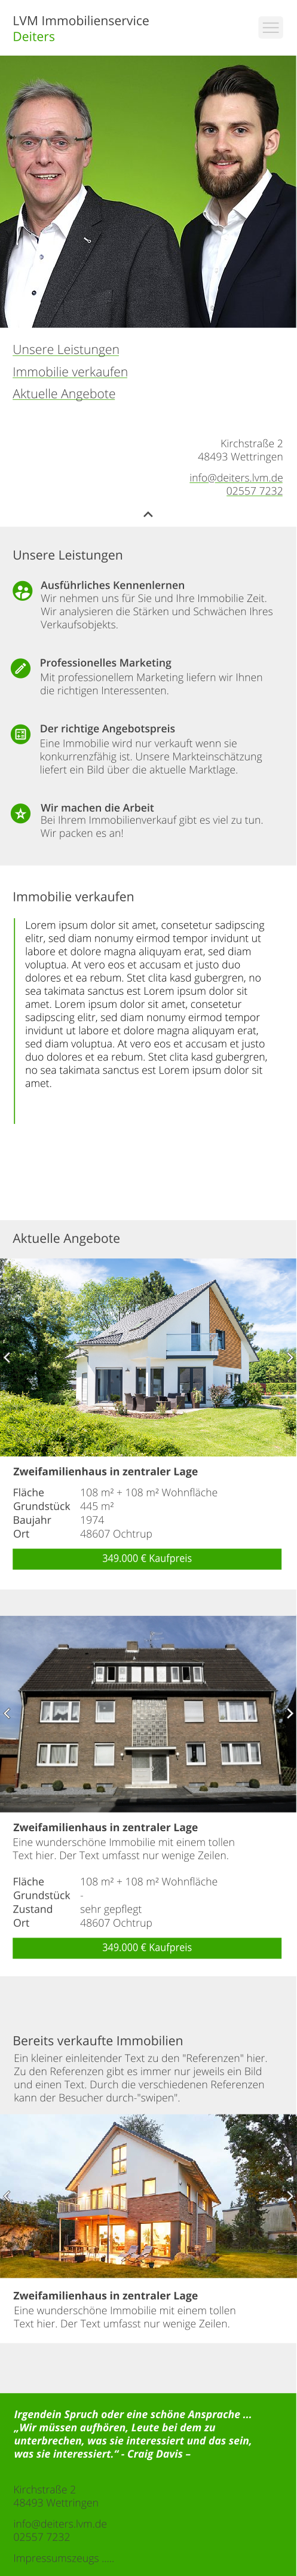 LVM Immobilienservice
Deiters
Unsere Leistungen
Immobilie verkaufen
Aktuelle Angebote
Kirchstraße 2
48493 Wettringen
info@deiters.lvm.de
02557 7232
Unsere Leistungen
Ausführliches Kennenlernen
Wir nehmen uns für Sie und Ihre Immobilie Zeit.
Wir analysieren die Stärken und Schwächen Ihres
Verkaufsobjekts.
Professionelles Marketing
Mit professionellem Marketing liefern wir Ihnen
die richtigen Interessenten.
Der richtige Angebotspreis
Eine Immobilie wird nur verkauft wenn sie
konkurrenzfähig ist. Unsere Markteinschätzung
liefert ein Bild über die aktuelle Marktlage.
Wir machen die Arbeit
Bei Ihrem Immobilienverkauf gibt es viel zu tun.
Wir packen es an!
Immobilie verkaufen
Lorem ipsum dolor sit amet, consetetur sadipscing
elitr, sed diam nonumy eirmod tempor invidunt ut
labore et dolore magna aliquyam erat, sed diam
voluptua. At vero eos et accusam et justo duo
dolores et ea rebum. Stet clita kasd gubergren, no
sea takimata sanctus est Lorem ipsum dolor sit
amet. Lorem ipsum dolor sit amet, consetetur
sadipscing elitr, sed diam nonumy eirmod tempor
invidunt ut labore et dolore magna aliquyam erat,
sed diam voluptua. At vero eos et accusam et justo
duo dolores et ea rebum. Stet clita kasd gubergren,
no sea takimata sanctus est Lorem ipsum dolor sit
amet.
Aktuelle Angebote
Zweifamilienhaus in zentraler Lage
Fläche 108 m² + 108 m² Wohnfläche
Grundstück 445 m²
Baujahr 1974
Ort 48607 Ochtrup
349.000 € Kaufpreis
Zweifamilienhaus in zentraler Lage
Eine wunderschöne Immobilie mit einem tollen
Text hier. Der Text umfasst nur wenige Zeilen.
Fläche 108 m² + 108 m² Wohnfläche
Grundstück -
Zustand sehr gepflegt
Ort 48607 Ochtrup
349.000 € Kaufpreis
Bereits verkaufte Immobilien
Ein kleiner einleitender Text zu den "Referenzen" hier.
Zu den Referenzen gibt es immer nur jeweils ein Bild
und einen Text. Durch die verschiedenen Referenzen
kann der Besucher durch-"swipen".
Zweifamilienhaus in zentraler Lage
Eine wunderschöne Immobilie mit einem tollen
Text hier. Der Text umfasst nur wenige Zeilen.
Irgendein Spruch oder eine schöne Ansprache ...
„Wir müssen aufhören, Leute bei dem zu
unterbrechen, was sie interessiert und das sein,
was sie interessiert.“ - Craig Davis –
Kirchstraße 2
48493 Wettringen
info@deiters.lvm.de
02557 7232
Impressumszeugs ....